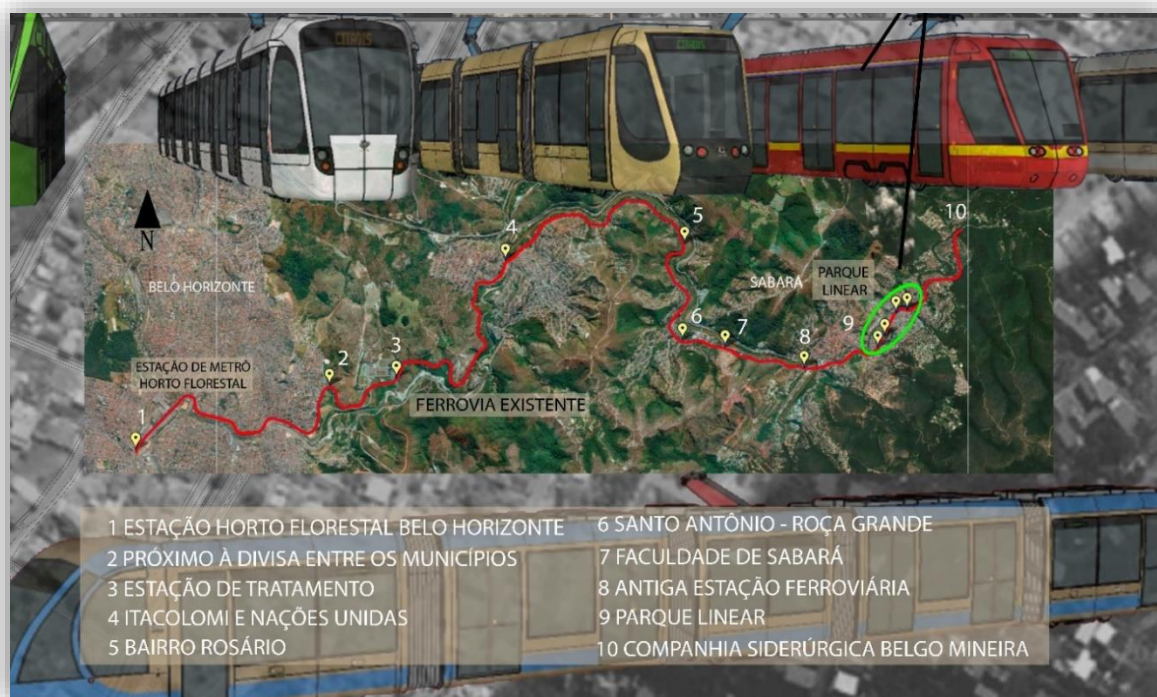 CITADIS
CITADIS
N
BELO HORIZONTE
ESTAÇÃO DE METRÔ
HORTO FLORESTAL
1
2
3
4
5
6
7
8
9
10
SABARÁ
PARQUE
LINEAR
FERROVIA EXISTENTE
1 ESTAÇÃO HORTO FLORESTAL BELO HORIZONTE
2 PRÓXIMO À DIVISA ENTRE OS MUNICÍPIOS
3 ESTAÇÃO DE TRATAMENTO
4 ITACOLOMI E NAÇÕES UNIDAS
5 BAIRRO ROSÁRIO
6 SANTO ANTÔNIO - ROÇA GRANDE
7 FACULDADE DE SABARÁ
8 ANTIGA ESTAÇÃO FERROVIÁRIA
9 PARQUE LINEAR
10 COMPANHIA SIDERÚRGICA BELGO MINEIRA